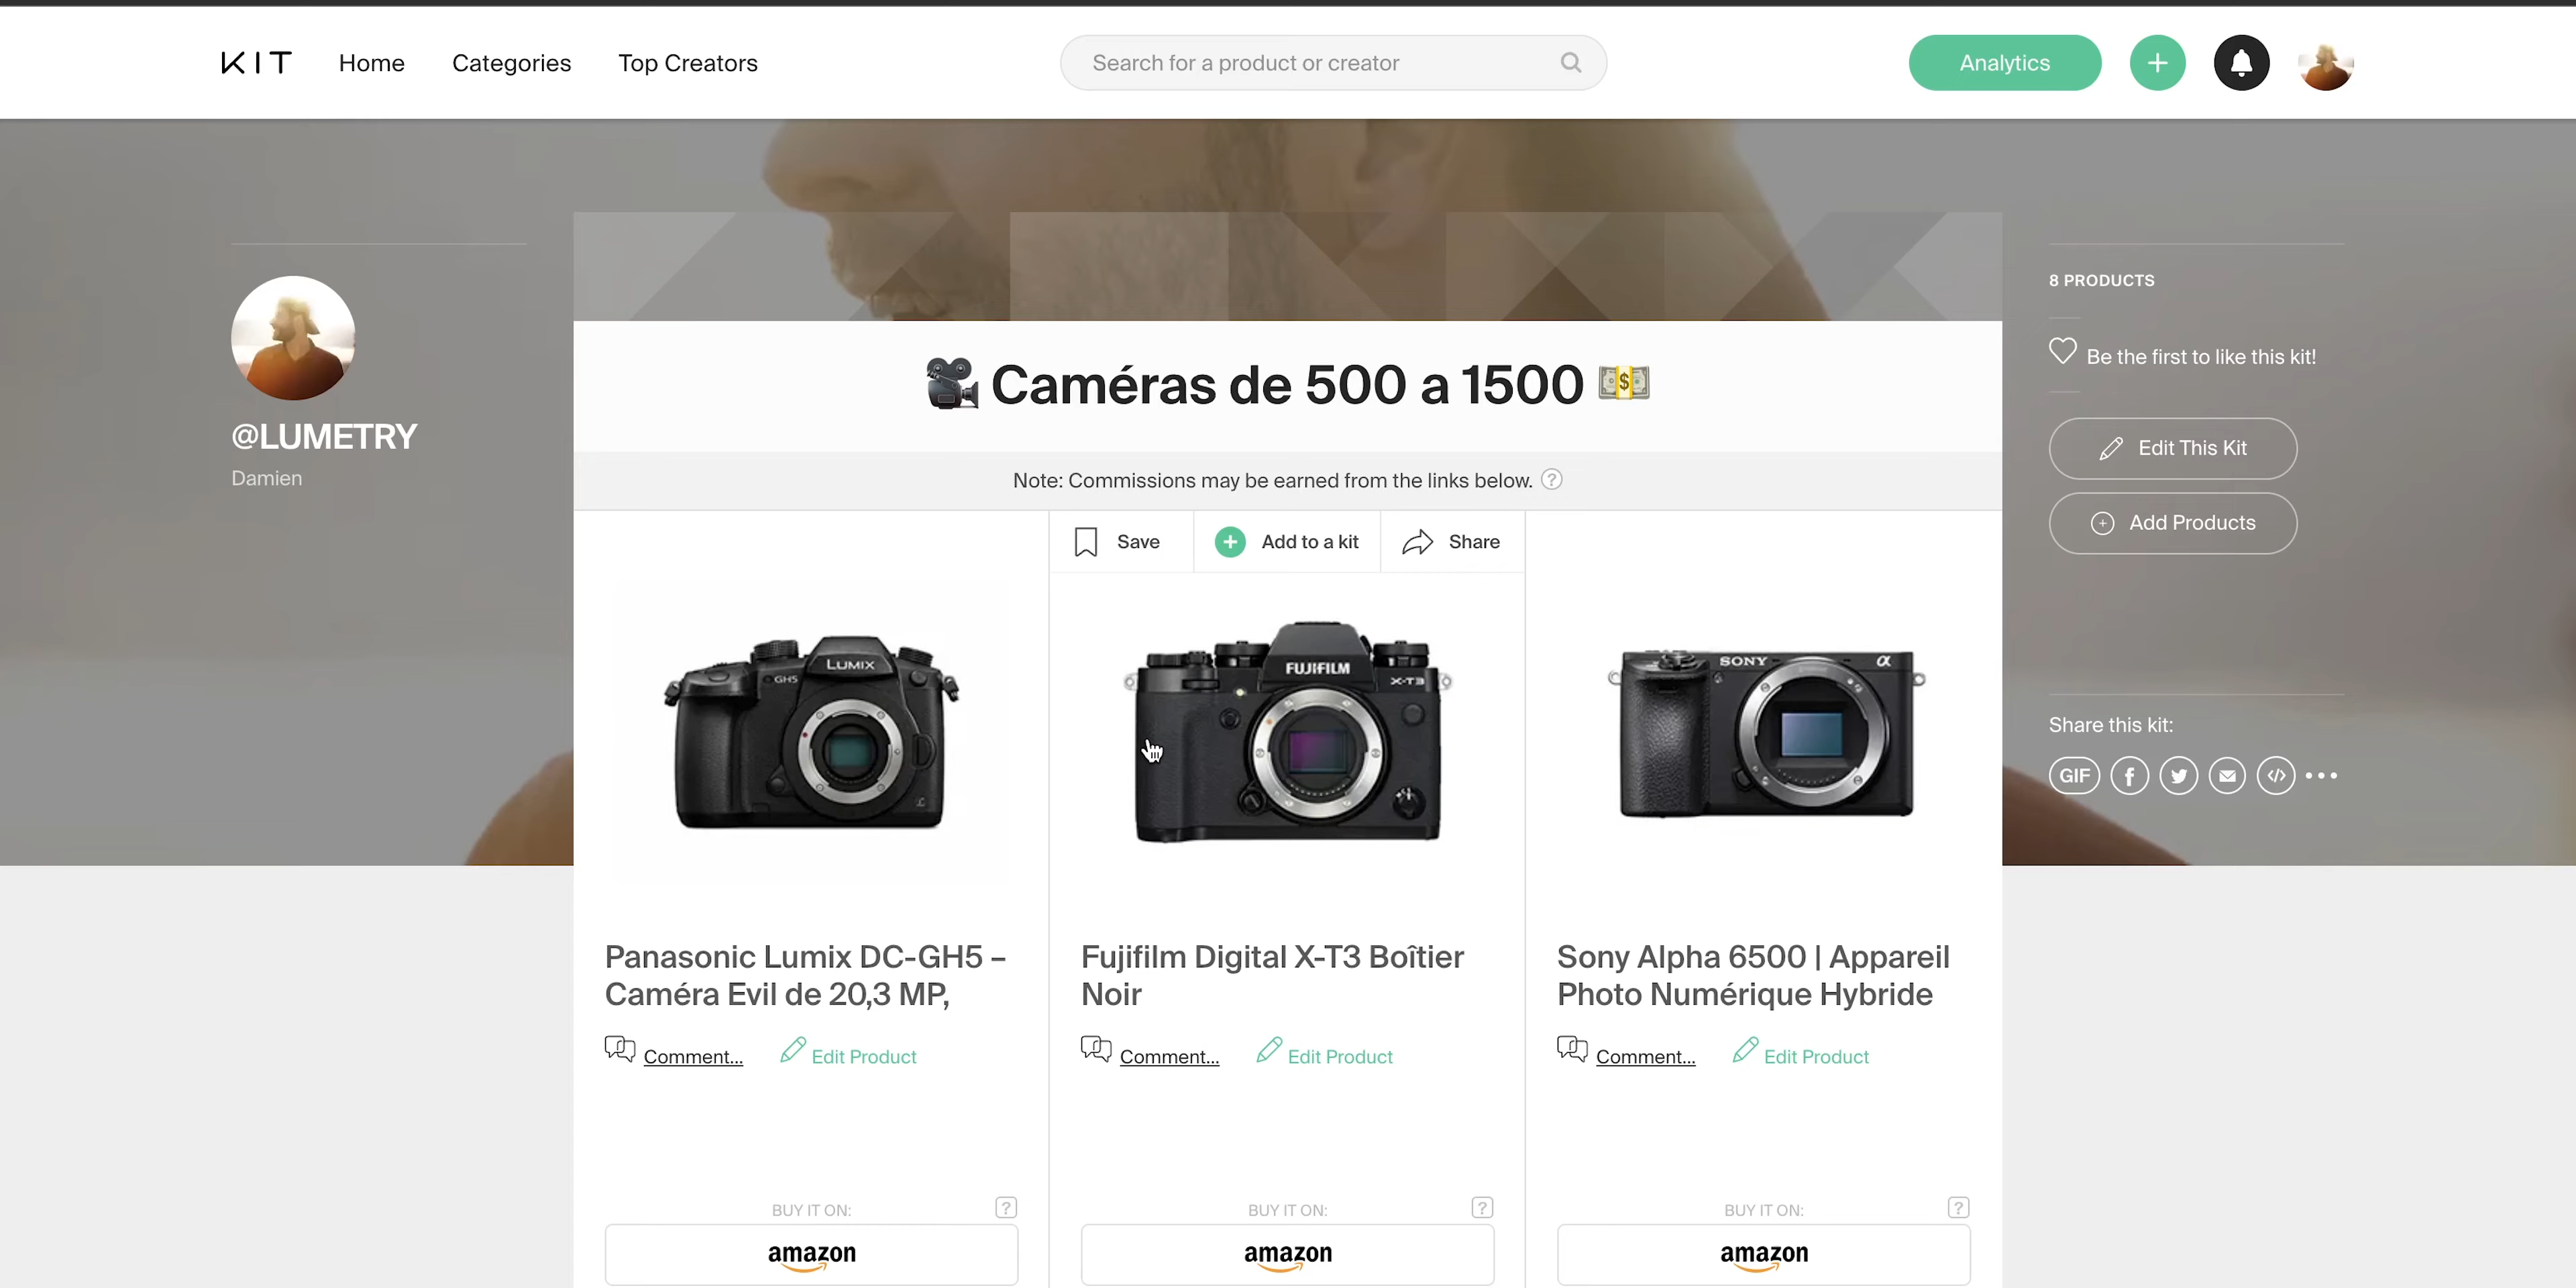 KIT Home Categories Top Creators Search for a product or creator Analytics
@LUMETRY
Damien
🎥 Caméras de 500 a 1500 💵
Note: Commissions may be earned from the links below. ?
8 PRODUCTS
Be the first to like this kit!
Edit This Kit
Add Products
Share this kit:
GIF
Save Add to a kit Share
LUMIX
GH5
FUJIFILM
X-T3
SONY α
Panasonic Lumix DC-GH5 –
Caméra Evil de 20,3 MP,
Comment... Edit Product
BUY IT ON: ?
amazon
Fujifilm Digital X-T3 Boîtier
Noir
Comment... Edit Product
BUY IT ON: ?
amazon
Sony Alpha 6500 | Appareil
Photo Numérique Hybride
Comment... Edit Product
BUY IT ON: ?
amazon